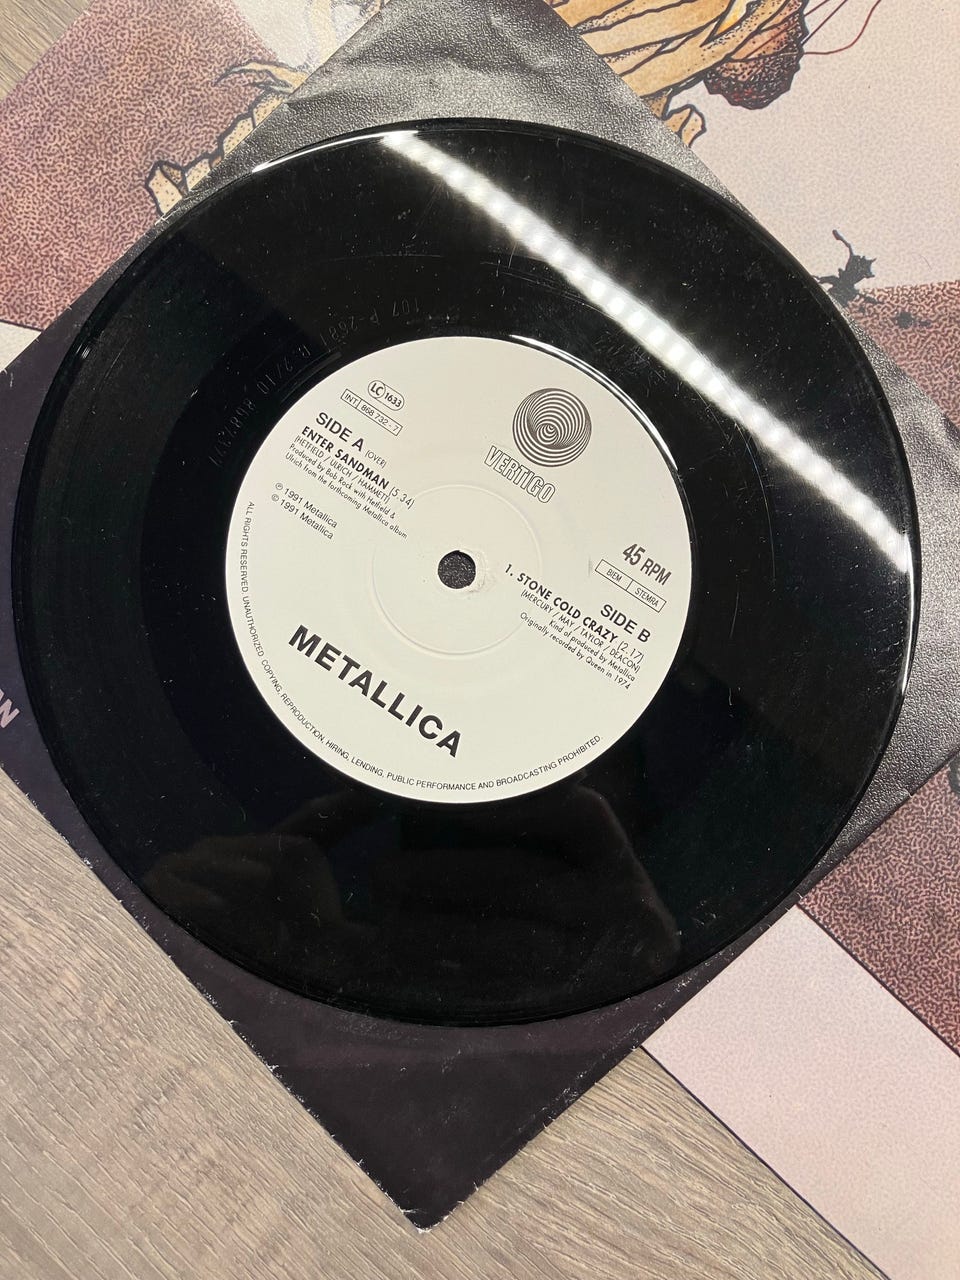 LC 1633
INT 868 732 - 7
SIDE A (OVER)
ENTER SANDMAN (5.34)
(HETFIELD / ULRICH / HAMMETT)
Produced by Bob Rock with Hetfield &
Ulrich from the forthcoming Metallica album
℗ 1991 Metallica
© 1991 Metallica
VERTIGO
45 RPM
BIEM STEMRA
SIDE B
1. STONE COLD CRAZY (2.17)
(MERCURY / MAY / TAYLOR / DEACON)
Kind of produced by Metallica
Originally recorded by Queen in 1974
METALLICA
ALL RIGHTS RESERVED. UNAUTHORIZED COPYING, REPRODUCTION, HIRING, LENDING, PUBLIC PERFORMANCE AND BROADCASTING PROHIBITED.